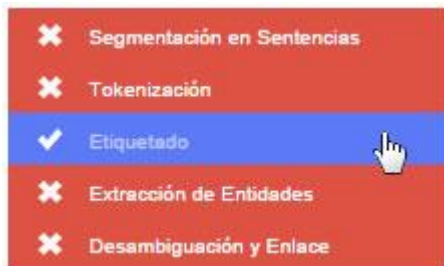 Segmentación en Sentencias
Tokenización
Etiquetado
Extracción de Entidades
Desambiguación y Enlace